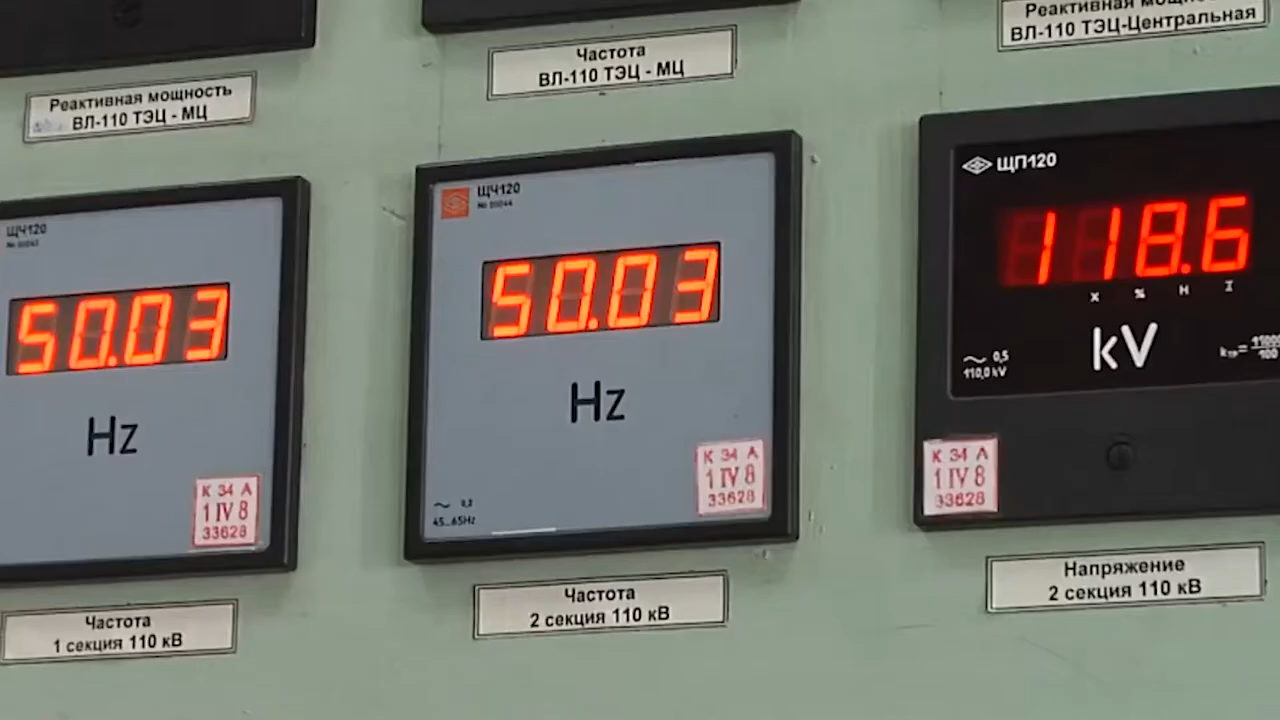 Реактивная мощность
ВЛ-110 ТЭЦ - МЦ
Частота
ВЛ-110 ТЭЦ - МЦ
Реактивная
ВЛ-110 ТЭЦ-Центральная
ЩЧ120
50.03
Hz
К 34 А
1 IV 8
33628
Частота
1 секция 110 кВ
ЩЧ120
№ 00044
50.03
Hz
45...65Hz
К 34 А
1 IV 8
33628
Частота
2 секция 110 кВ
ЩП120
118.6
kV
0,5
110,0 kV
К 34 А
1 IV 8
33628
Напряжение
2 секция 110 кВ